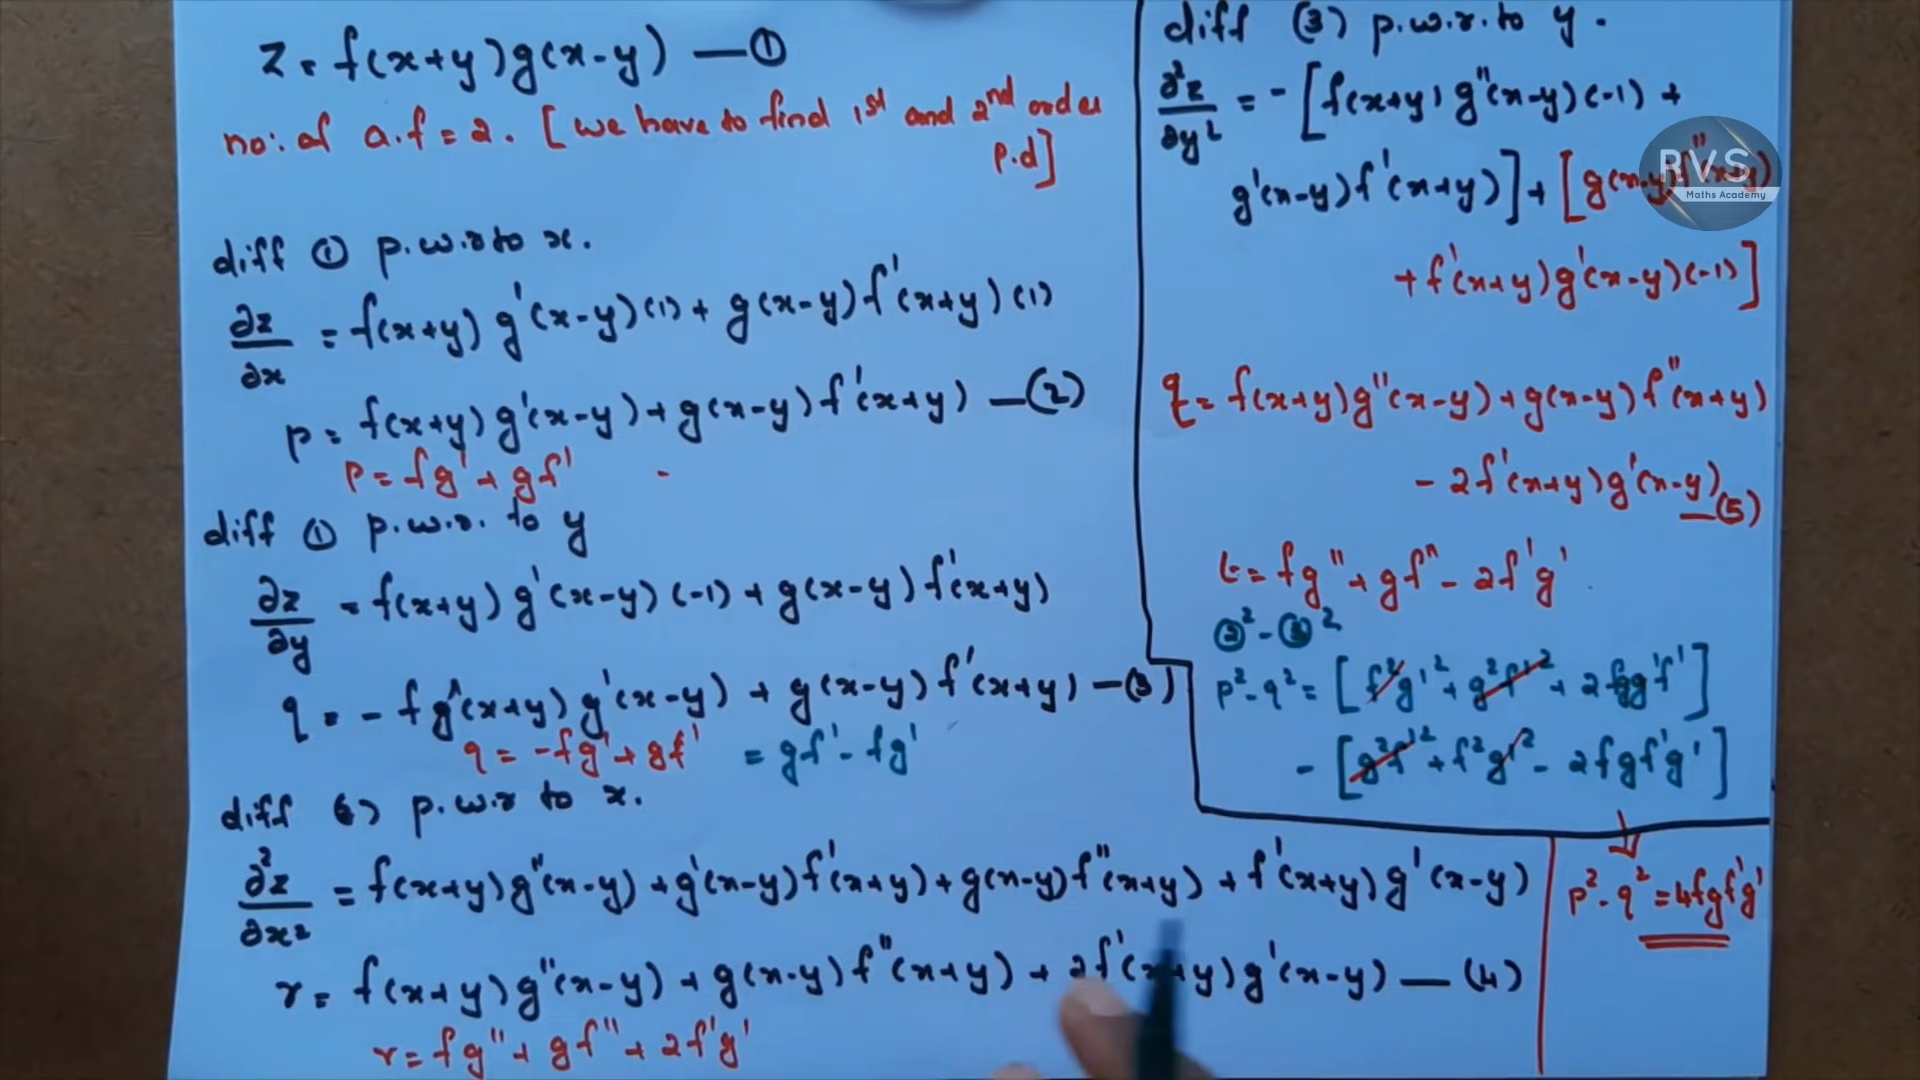 z = f(x+y)g(x-y) —①
no: of a.f = 2. [we have to find 1st and 2nd order
p.d]
diff ① p.w.r to x.
∂z/∂x = f(x+y) g'(x-y)(1) + g(x-y)f'(x+y)(1)
p = f(x+y) g'(x-y) + g(x-y) f'(x+y) —(2)
p = fg' + gf'
diff ① p.w.r. to y
∂z/∂y = f(x+y) g'(x-y)(-1) + g(x-y) f'(x+y)
q = - f g'(x+y) g'(x-y) + g(x-y) f'(x+y) —(3)
q = -fg' + gf' = gf' - fg'
diff p.w.r to x.
∂²z/∂x² = f(x+y)g''(x-y) + g'(x-y)f'(x+y) + g(x-y)f''(x+y) + f'(x+y)g'(x-y)
r = f(x+y)g''(x-y) + g(x-y)f''(x+y) + 2f'(x+y)g'(x-y) —(4)
r = fg'' + gf'' + 2f'g'
diff (3) p.w.r. to y.
∂²z/∂y² = -[f(x+y) g''(x-y)(-1) +
g'(x-y)f'(x+y)] + [g(x-y)f''(x+y)
+ f'(x+y)g'(x-y)(-1)]
RVS
Maths Academy
q = f(x+y)g''(x-y) + g(x-y)f''(x+y)
- 2f'(x+y)g'(x-y) —(5)
t = fg'' + gf'' - 2f'g'
②² - ③²
p² - q² = [f²g'² + g²f'² + 2fgg'f']
- [g²f'² + f²g'² - 2fgf'g']
p² - q² = 4fgf'g'